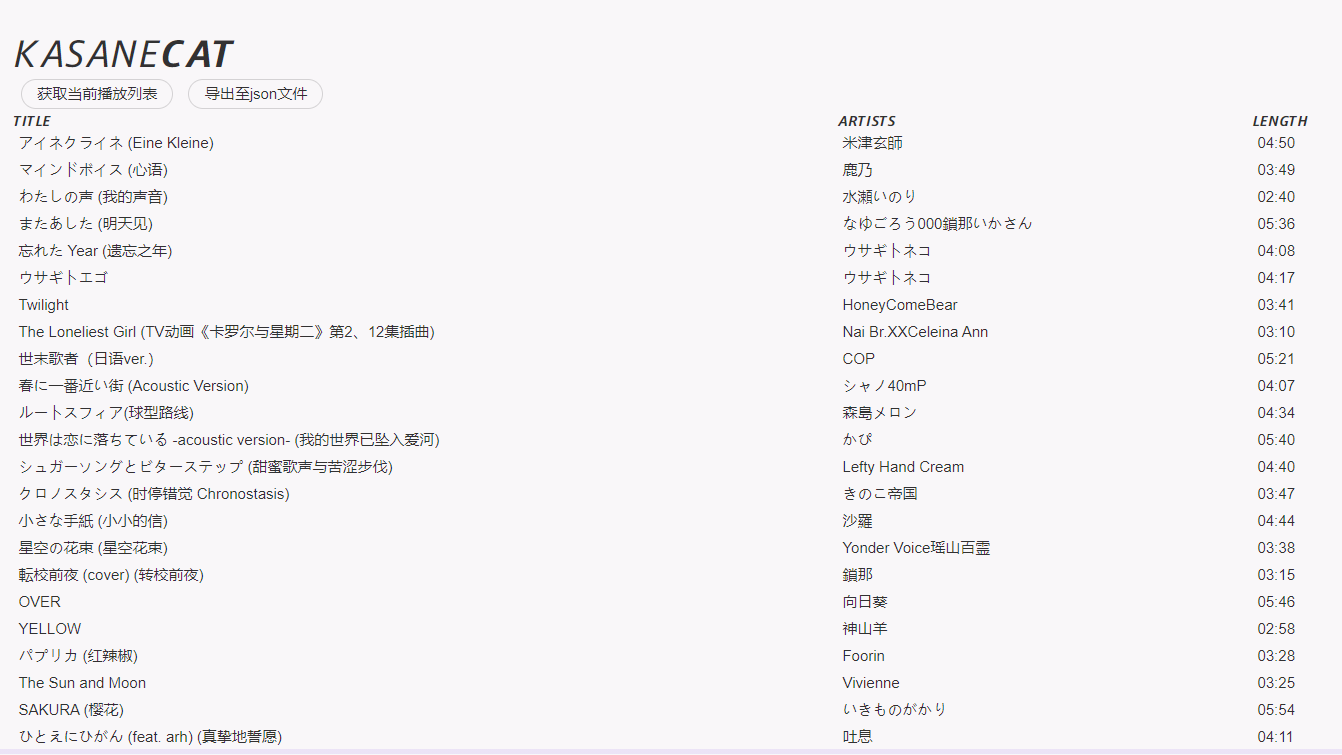 KASANECAT
获取当前播放列表 导出至json文件
TITLE ARTISTS LENGTH
アイネクライネ (Eine Kleine) 米津玄師 04:50
マインドボイス (心语) 鹿乃 03:49
わたしの声 (我的声音) 水瀬いのり 02:40
またあした (明天见) なゆごろう000鎖那いかさん 05:36
忘れた Year (遗忘之年) ウサギトネコ 04:08
ウサギトエゴ ウサギトネコ 04:17
Twilight HoneyComeBear 03:41
The Loneliest Girl (TV动画《卡罗尔与星期二》第2、12集插曲) Nai Br.XXCeleina Ann 03:10
世末歌者（日语ver.） COP 05:21
春に一番近い街 (Acoustic Version) シャノ40mP 04:07
ルートスフィア(球型路线) 森島メロン 04:34
世界は恋に落ちている -acoustic version- (我的世界已坠入爱河) かぴ 05:40
シュガーソングとビターステップ (甜蜜歌声与苦涩步伐) Lefty Hand Cream 04:40
クロノスタシス (时停错觉 Chronostasis) きのこ帝国 03:47
小さな手紙 (小小的信) 沙羅 04:44
星空の花束 (星空花束) Yonder Voice瑶山百霊 03:38
転校前夜 (cover) (转校前夜) 鎖那 03:15
OVER 向日葵 05:46
YELLOW 神山羊 02:58
パプリカ (红辣椒) Foorin 03:28
The Sun and Moon Vivienne 03:25
SAKURA (樱花) いきものがかり 05:54
ひとえにひがん (feat. arh) (真挚地誓愿) 吐息 04:11